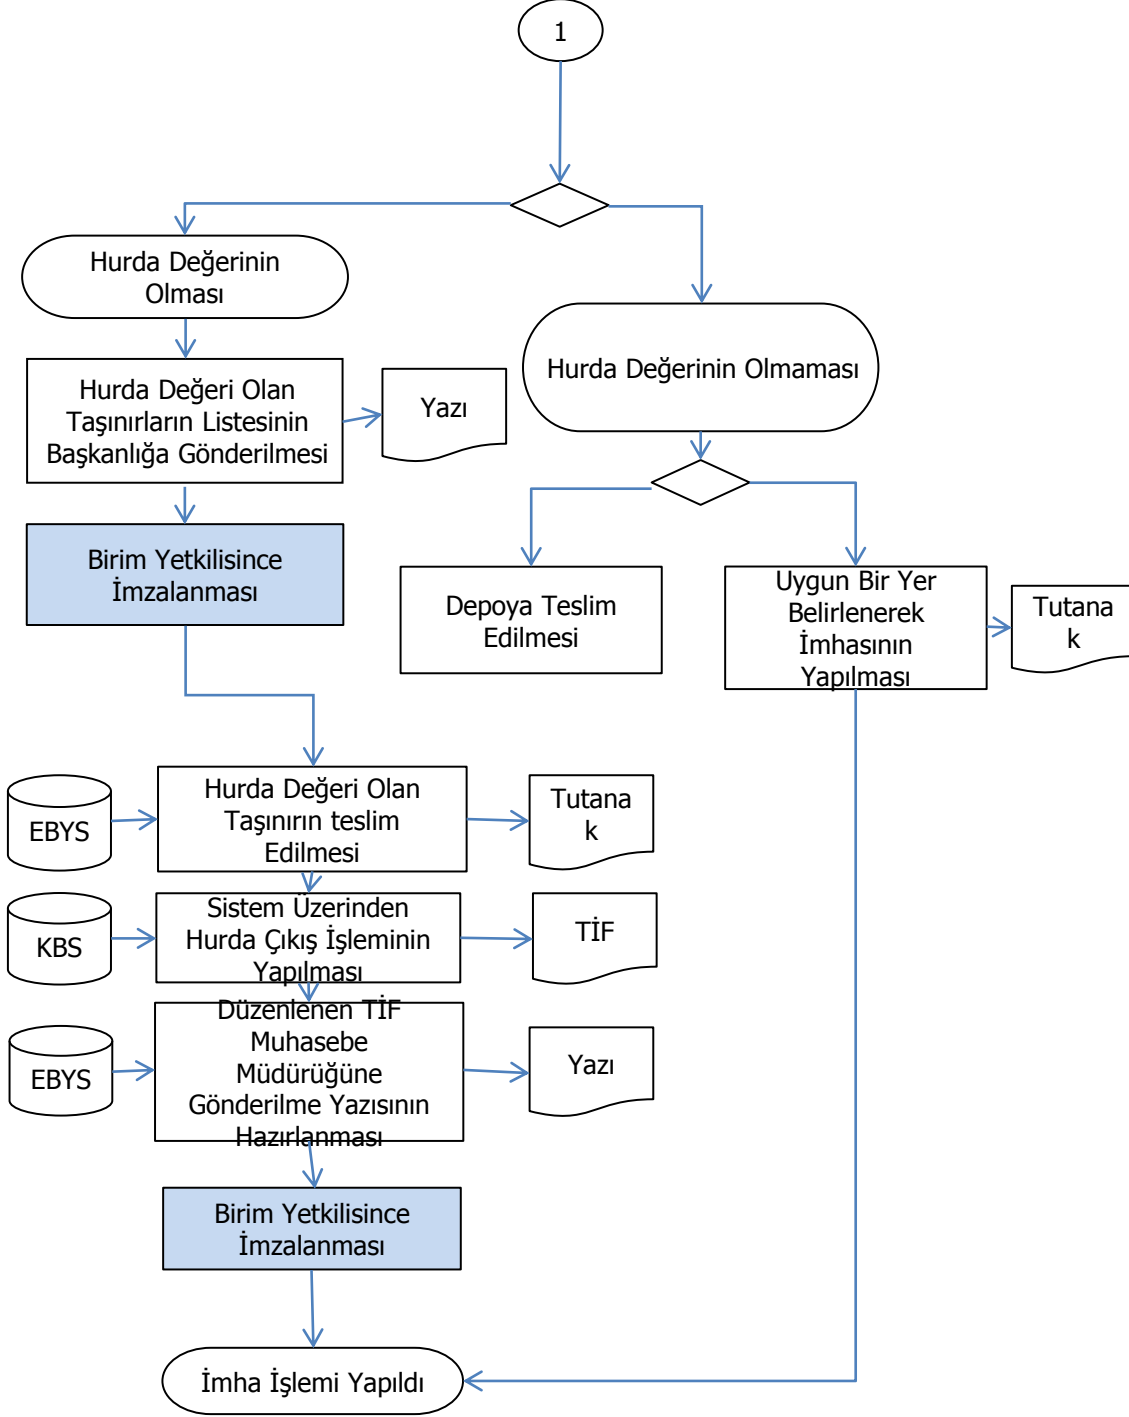 1
Hurda Değerinin
Olması
Hurda Değerinin Olmaması
Hurda Değeri Olan
Taşınırların Listesinin
Başkanlığa Gönderilmesi
Yazı
Birim Yetkilisince
İmzalanması
Depoya Teslim
Edilmesi
Uygun Bir Yer
Belirlenerek
İmhasının
Yapılması
Tutana
k
EBYS
Hurda Değeri Olan
Taşınırın teslim
Edilmesi
Tutana
k
KBS
Sistem Üzerinden
Hurda Çıkış İşleminin
Yapılması
TİF
EBYS
Düzenlenen TİF
Muhasebe
Müdürüğüne
Gönderilme Yazısının
Hazırlanması
Yazı
Birim Yetkilisince
İmzalanması
İmha İşlemi Yapıldı